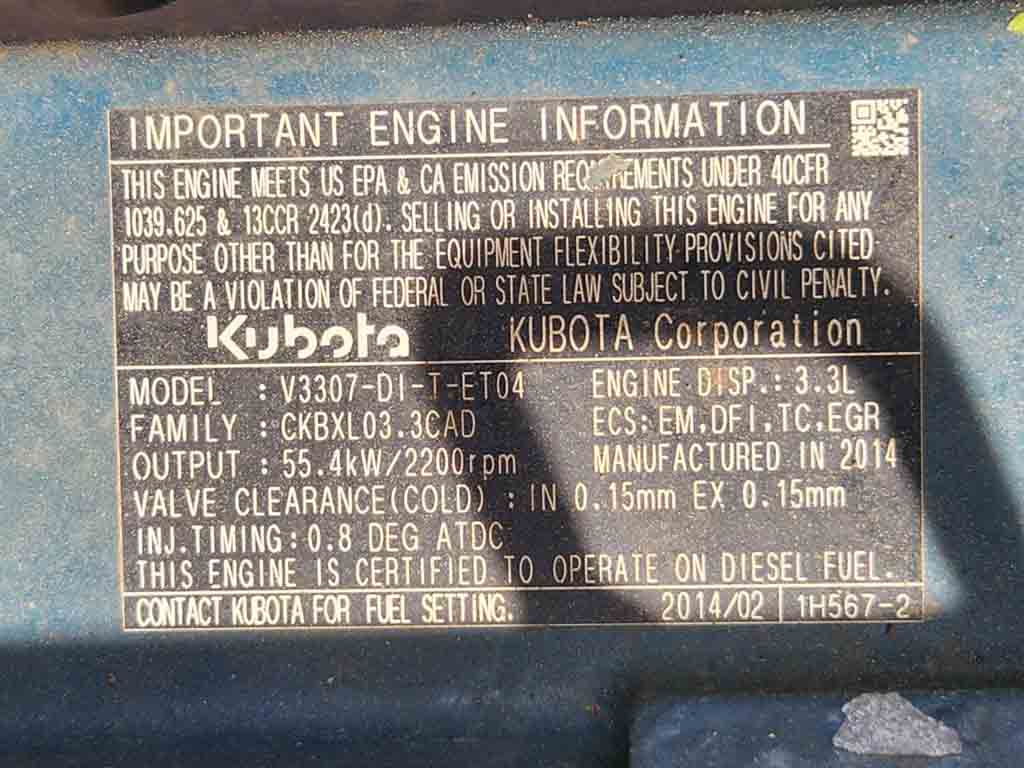 IMPORTANT ENGINE INFORMATION
THIS ENGINE MEETS US EPA & CA EMISSION REQUIREMENTS UNDER 40CFR
1039.625 & 13CCR 2423(d). SELLING OR INSTALLING THIS ENGINE FOR ANY
PURPOSE OTHER THAN FOR THE EQUIPMENT FLEXIBILITY PROVISIONS CITED
MAY BE A VIOLATION OF FEDERAL OR STATE LAW SUBJECT TO CIVIL PENALTY.
Kubota KUBOTA Corporation
MODEL : V3307-DI-T-ET04 ENGINE DISP.: 3.3L
FAMILY : CKBXL03.3CAD ECS: EM,DFI,TC,EGR
OUTPUT : 55.4kW/2200rpm MANUFACTURED IN 2014
VALVE CLEARANCE(COLD) : IN 0.15mm EX 0.15mm
INJ.TIMING: 0.8 DEG ATDC
THIS ENGINE IS CERTIFIED TO OPERATE ON DIESEL FUEL.
CONTACT KUBOTA FOR FUEL SETTING. 2014/02 1H567-2